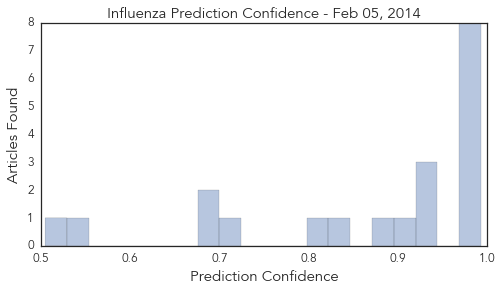 Influenza Prediction Confidence - Feb 05, 2014
Articles Found
8
7
6
5
4
3
2
1
0
0.5 0.6 0.7 0.8 0.9 1.0
Prediction Confidence